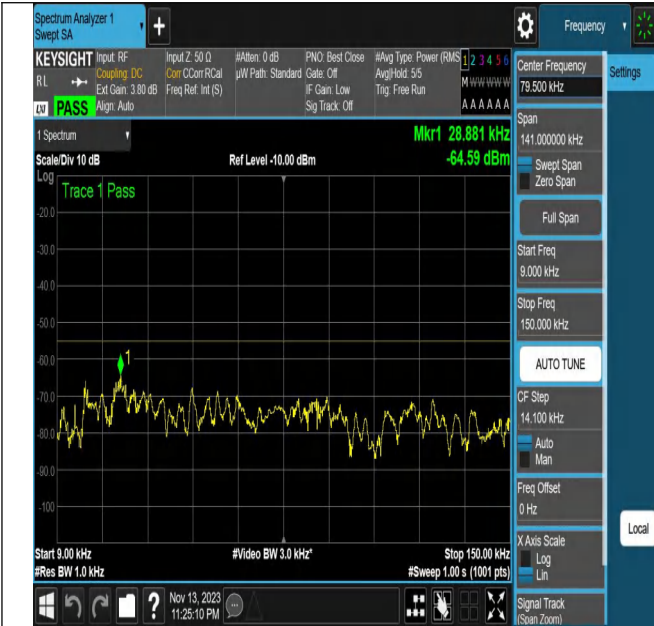 Spectrum Analyzer 1
Swept SA
+
Frequency
KEYSIGHT
RL
PASS
Input: RF
Coupling: DC
Ext Gain: 3.80 dB
Align: Auto
Input Z: 50 Ω
Corr CCorr RCal
Freq Ref: Int (S)
#Atten: 0 dB
µW Path: Standard
PNO: Best Close
Gate: Off
IF Gain: Low
Sig Track: Off
#Avg Type: Power (RMS
Avg|Hold: 5/5
Trig: Free Run
1 2 3 4 5 6
M W W W W W
A A A A A A
1 Spectrum
Mkr1 28.881 kHz
Scale/Div 10 dB
Ref Level -10.00 dBm
-64.59 dBm
Log
Trace 1 Pass
-20.0
-30.0
-40.0
-50.0
-60.0
1
-70.0
-80.0
-90.0
-100
Start 9.00 kHz
#Video BW 3.0 kHz*
Stop 150.00 kHz
#Res BW 1.0 kHz
#Sweep 1.00 s (1001 pts)
?
Nov 13, 2023
11:25:10 PM
Center Frequency
79.500 kHz
Settings
Span
141.000000 kHz
Swept Span
Zero Span
Full Span
Start Freq
9.000 kHz
Stop Freq
150.000 kHz
AUTO TUNE
CF Step
14.100 kHz
Auto
Man
Freq Offset
0 Hz
Local
X Axis Scale
Log
Lin
Signal Track
(Span Zoom)